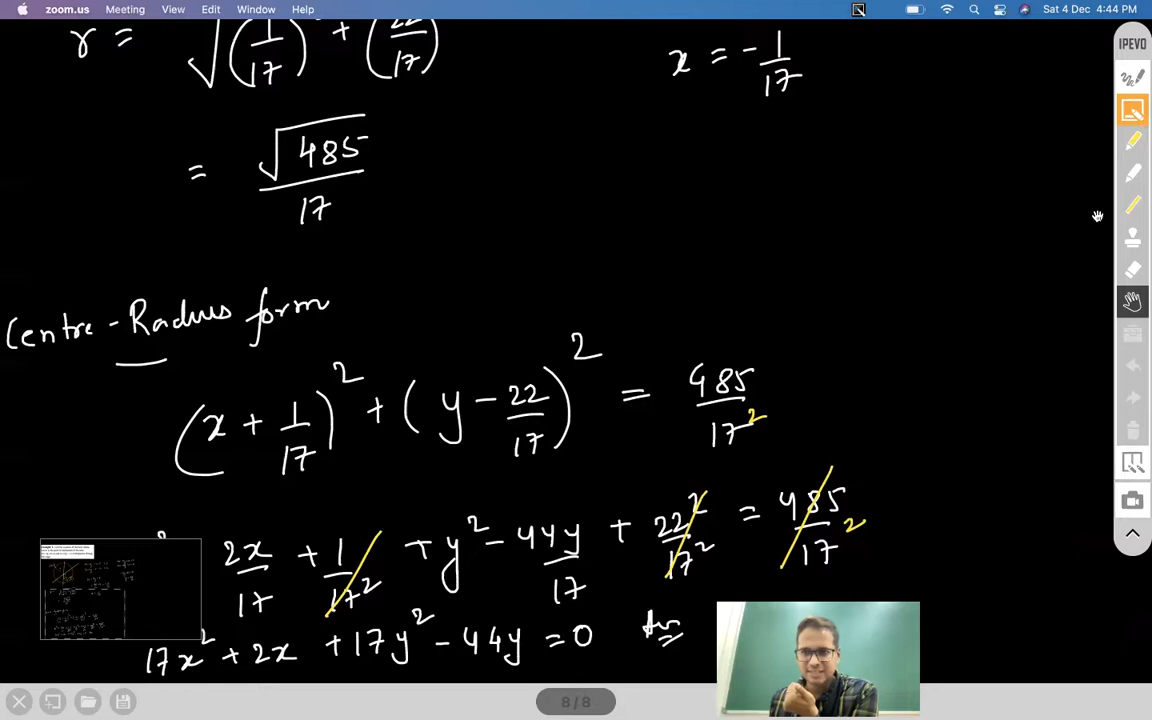 zoom.us Meeting View Edit Window Help Sat 4 Dec 4:44 PM
IPEVO
r = √((1/17)² + (22/17)²)
x = -1/17
= √485/17
Centre-Radius form
(x + 1/17)² + (y - 22/17)² = 485/17²
2x/17 + 1/17² + y² - 44y/17 + 22²/17² = 485/17²
17x² + 2x + 17y² - 44y = 0 Ans
8/8